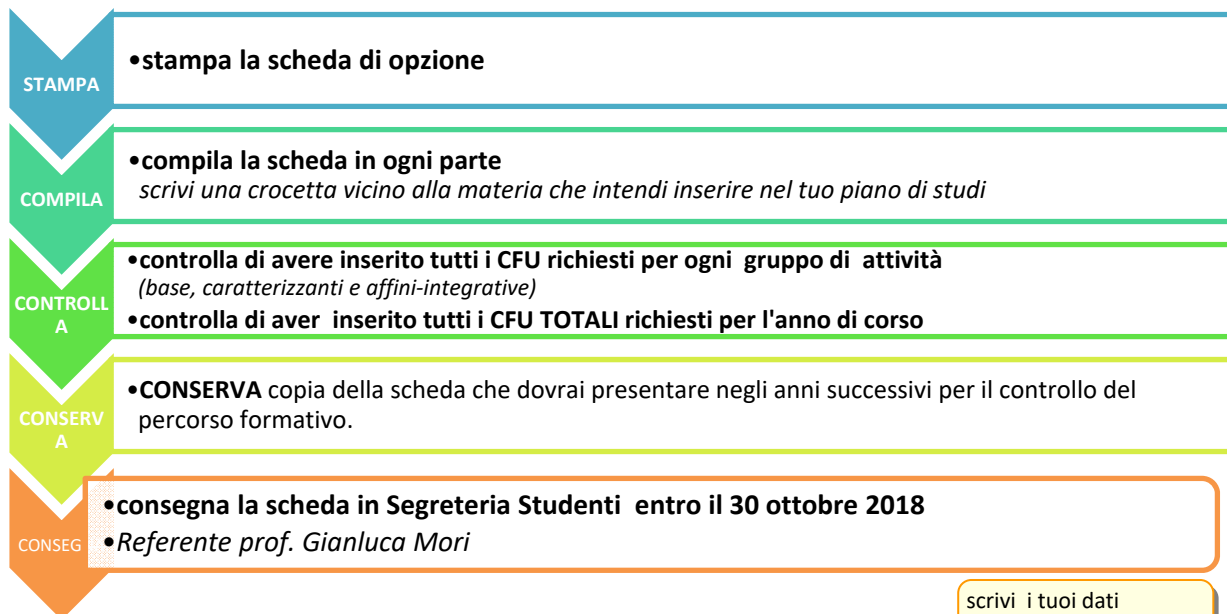 STAMPA
•stampa la scheda di opzione
COMPILA
•compila la scheda in ogni parte
scrivi una crocetta vicino alla materia che intendi inserire nel tuo piano di studi
CONTROLL
A
•controlla di avere inserito tutti i CFU richiesti per ogni gruppo di attività
(base, caratterizzanti e affini-integrative)
•controlla di aver inserito tutti i CFU TOTALI richiesti per l'anno di corso
CONSERV
A
•CONSERVA copia della scheda che dovrai presentare negli anni successivi per il controllo del
percorso formativo.
CONSEG
•consegna la scheda in Segreteria Studenti entro il 30 ottobre 2018
•Referente prof. Gianluca Mori
scrivi i tuoi dati